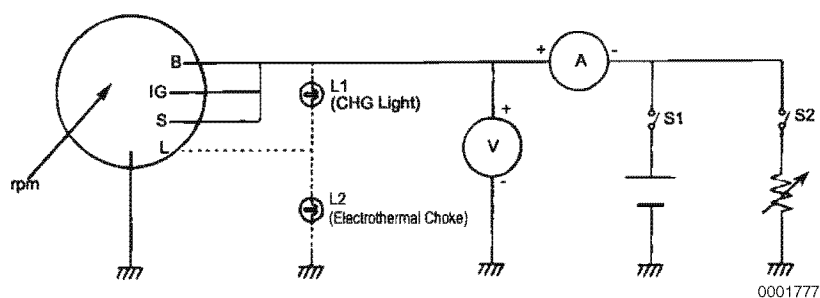 B
IG
S
L
rpm
L1
(CHG Light)
L2
(Electrothermal Choke)
+
V
-
+ A -
S1
S2
0001777